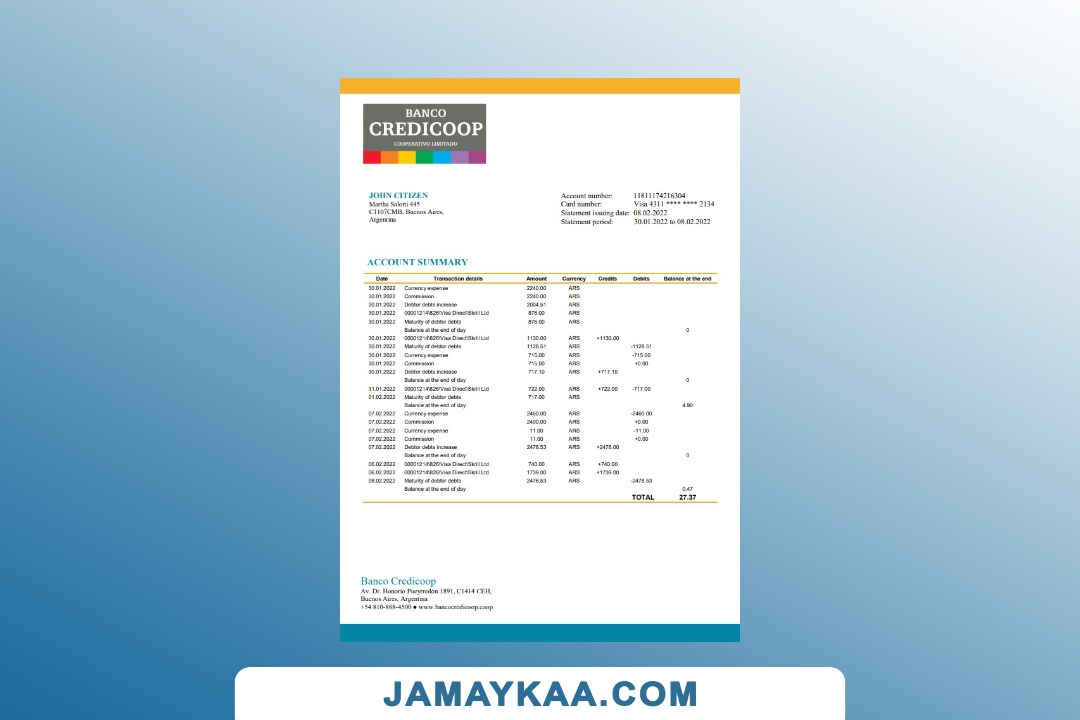 BANCO
CREDICOOP
COOPERATIVO LIMITADO
JOHN CITIZEN
Martha Salotti 445
C1107CMB, Buenos Aires,
Argentina
Account number: 11811174216304
Card number: Visa 4311 **** **** 2134
Statement issuing date: 08.02.2022
Statement period: 30.01.2022 to 08.02.2022
ACCOUNT SUMMARY
Date Transaction details Amount Currency Credits Debits Balance at the end
30.01.2022 Currency expense 2240.00 ARS
30.01.2022 Commission 2240.00 ARS
30.01.2022 Debtor debts increase 2004.51 ARS
30.01.2022 00001214\826\Visa Direct\Skrill Ltd 876.00 ARS
30.01.2022 Maturity of debtor debts 876.00 ARS
Balance at the end of day 0
30.01.2022 00001214\826\Visa Direct\Skrill Ltd 1130.00 ARS +1130.00
30.01.2022 Maturity of debtor debts 1128.51 ARS -1128.51
30.01.2022 Currency expense 715.00 ARS -715.00
30.01.2022 Commission 715.00 ARS +0.00
30.01.2022 Debtor debts increase 717.10 ARS +717.10
Balance at the end of day 0
31.01.2022 00001214\826\Visa Direct\Skrill Ltd 722.00 ARS +722.00 -717.00
01.02.2022 Maturity of debtor debts 717.00 ARS
Balance at the end of day 4.90
07.02.2022 Currency expense 2460.00 ARS -2460.00
07.02.2022 Commission 2400.00 ARS +0.00
07.02.2022 Currency expense 11.00 ARS -11.00
07.02.2022 Commission 11.00 ARS +0.00
07.02.2022 Debtor debts increase 2476.53 ARS +2476.00
Balance at the end of day 0
08.02.2022 00001214\826\Visa Direct\Skrill Ltd 740.00 ARS +740.00
08.02.2022 00001214\826\Visa Direct\Skrill Ltd 1739.00 ARS +1739.00
08.02.2022 Maturity of debtor debts 2476.53 ARS -2476.53
Balance at the end of day 0.47
TOTAL 27.37
Banco Credicoop
Av. Dr. Honorio Pueyrredón 1891, C1414 CEH,
Buenos Aires, Argentina
+54 810-888-4500 ● www.bancocredicoop.coop
JAMAYKAA.COM